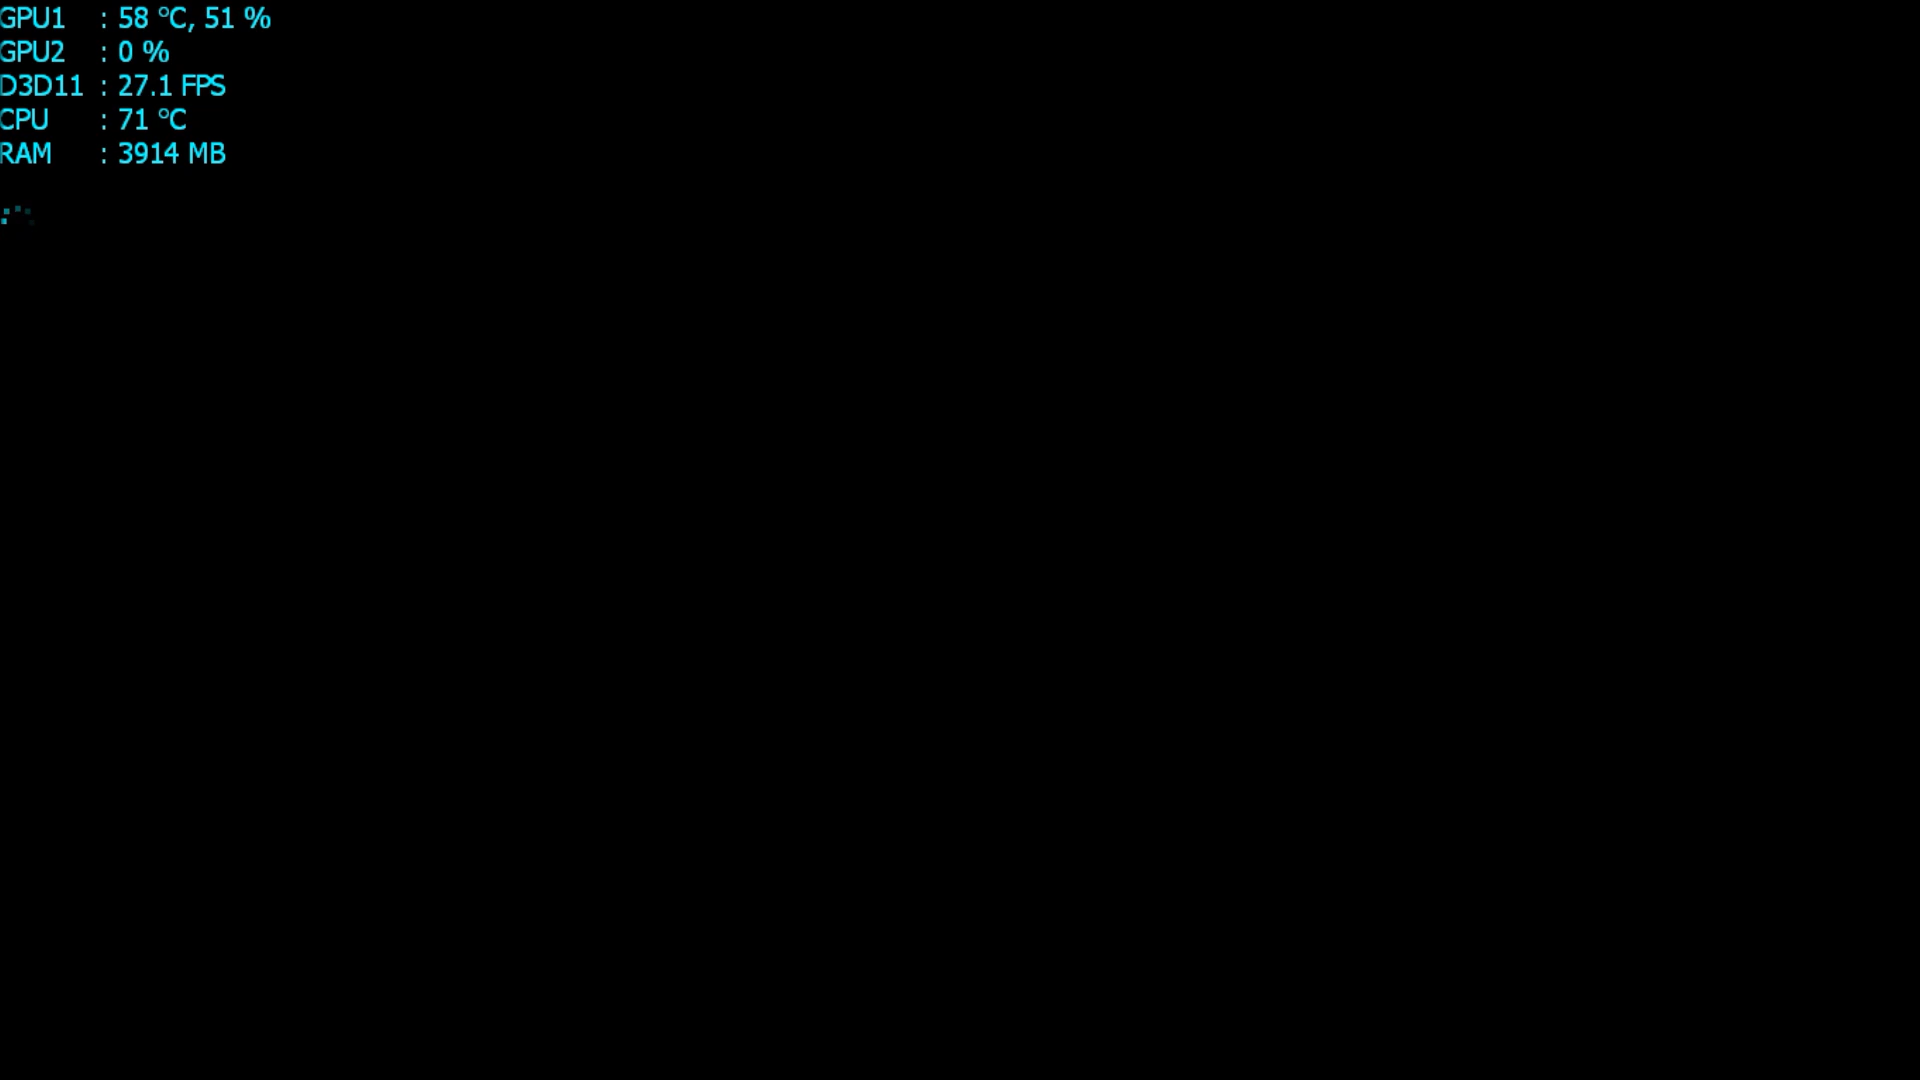 GPU1 : 58 °C, 51 %
GPU2 : 0 %
D3D11 : 27.1 FPS
CPU : 71 °C
RAM : 3914 MB